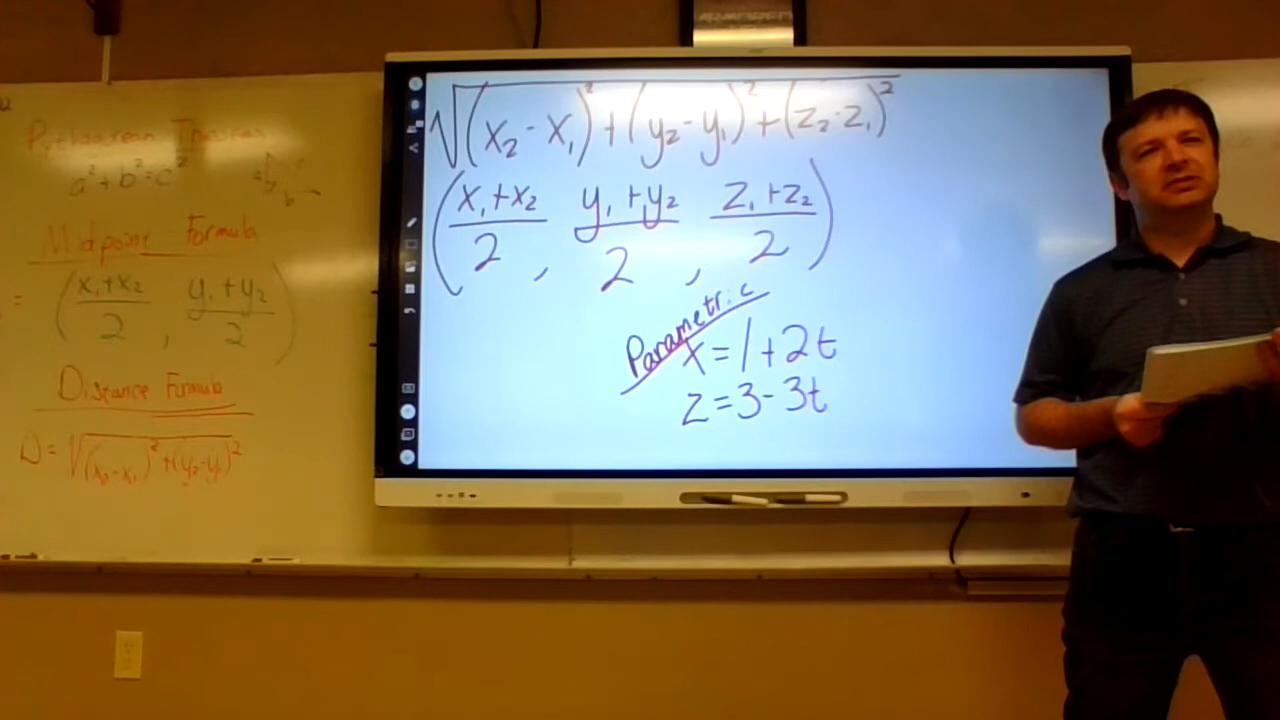 Pythagorean Theorem
a² + b² = c²
Midpoint Formula
= (x₁+x₂/2, y₁+y₂/2)
Distance Formula
D = √(x₂-x₁)²+(y₂-y₁)²
√(x₂-x₁)²+(y₂-y₁)²+(z₂-z₁)²
(x₁+x₂/2, y₁+y₂/2, z₁+z₂/2)
Parametric
x=1+2t
z=3-3t